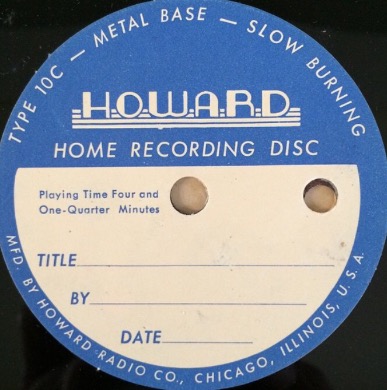 TYPE 10C — METAL BASE — SLOW BURNING
HOWARD
HOME RECORDING DISC
Playing Time Four and
One-Quarter Minutes
TITLE
BY
DATE
MFD. BY HOWARD RADIO CO., CHICAGO, ILLINOIS, U.S.A.